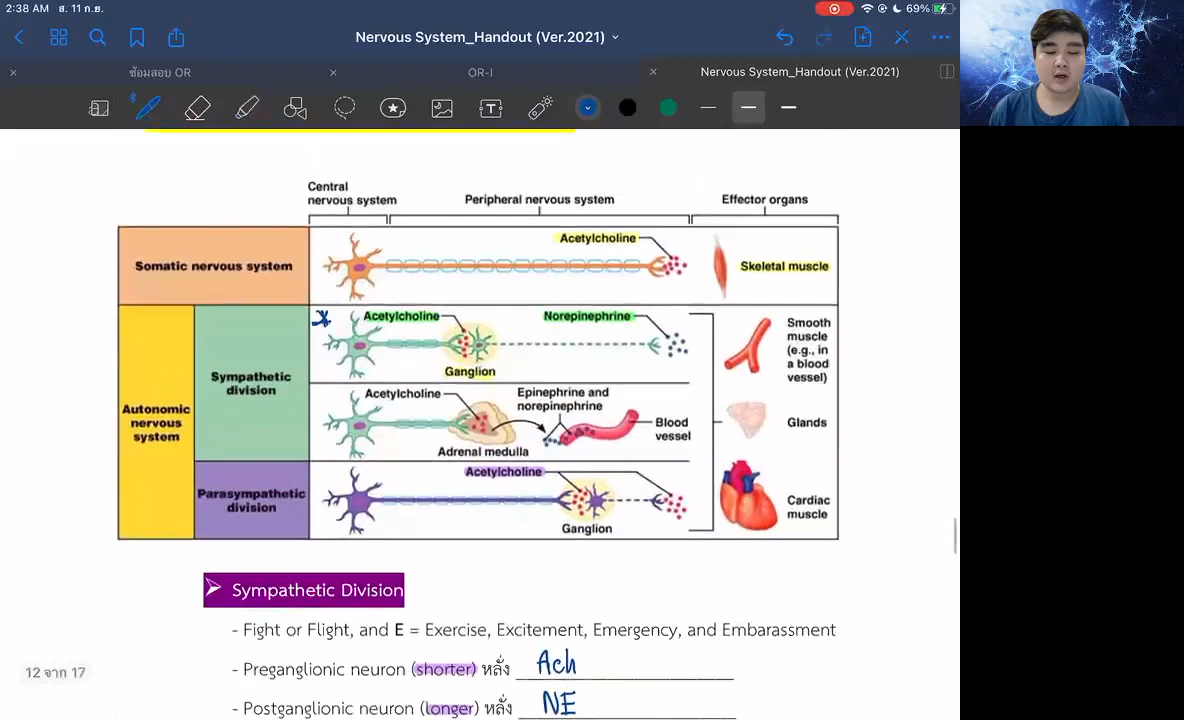 2:38 AM ส. 11 ก.ย.
69%
Nervous System_Handout (Ver.2021)
ซ้อมสอบ OR
OR-I
Nervous System_Handout (Ver.2021)
Central nervous system
Peripheral nervous system
Effector organs
Somatic nervous system
Acetylcholine
Skeletal muscle
Autonomic nervous system
Sympathetic division
Acetylcholine
Norepinephrine
Ganglion
Smooth muscle (e.g., in a blood vessel)
Acetylcholine
Epinephrine and norepinephrine
Blood vessel
Adrenal medulla
Glands
Parasympathetic division
Acetylcholine
Ganglion
Cardiac muscle
Sympathetic Division
- Fight or Flight, and E = Exercise, Excitement, Emergency, and Embarassment
- Preganglionic neuron (shorter) หลั่ง Ach
- Postganglionic neuron (longer) หลั่ง NE
12 จาก 17